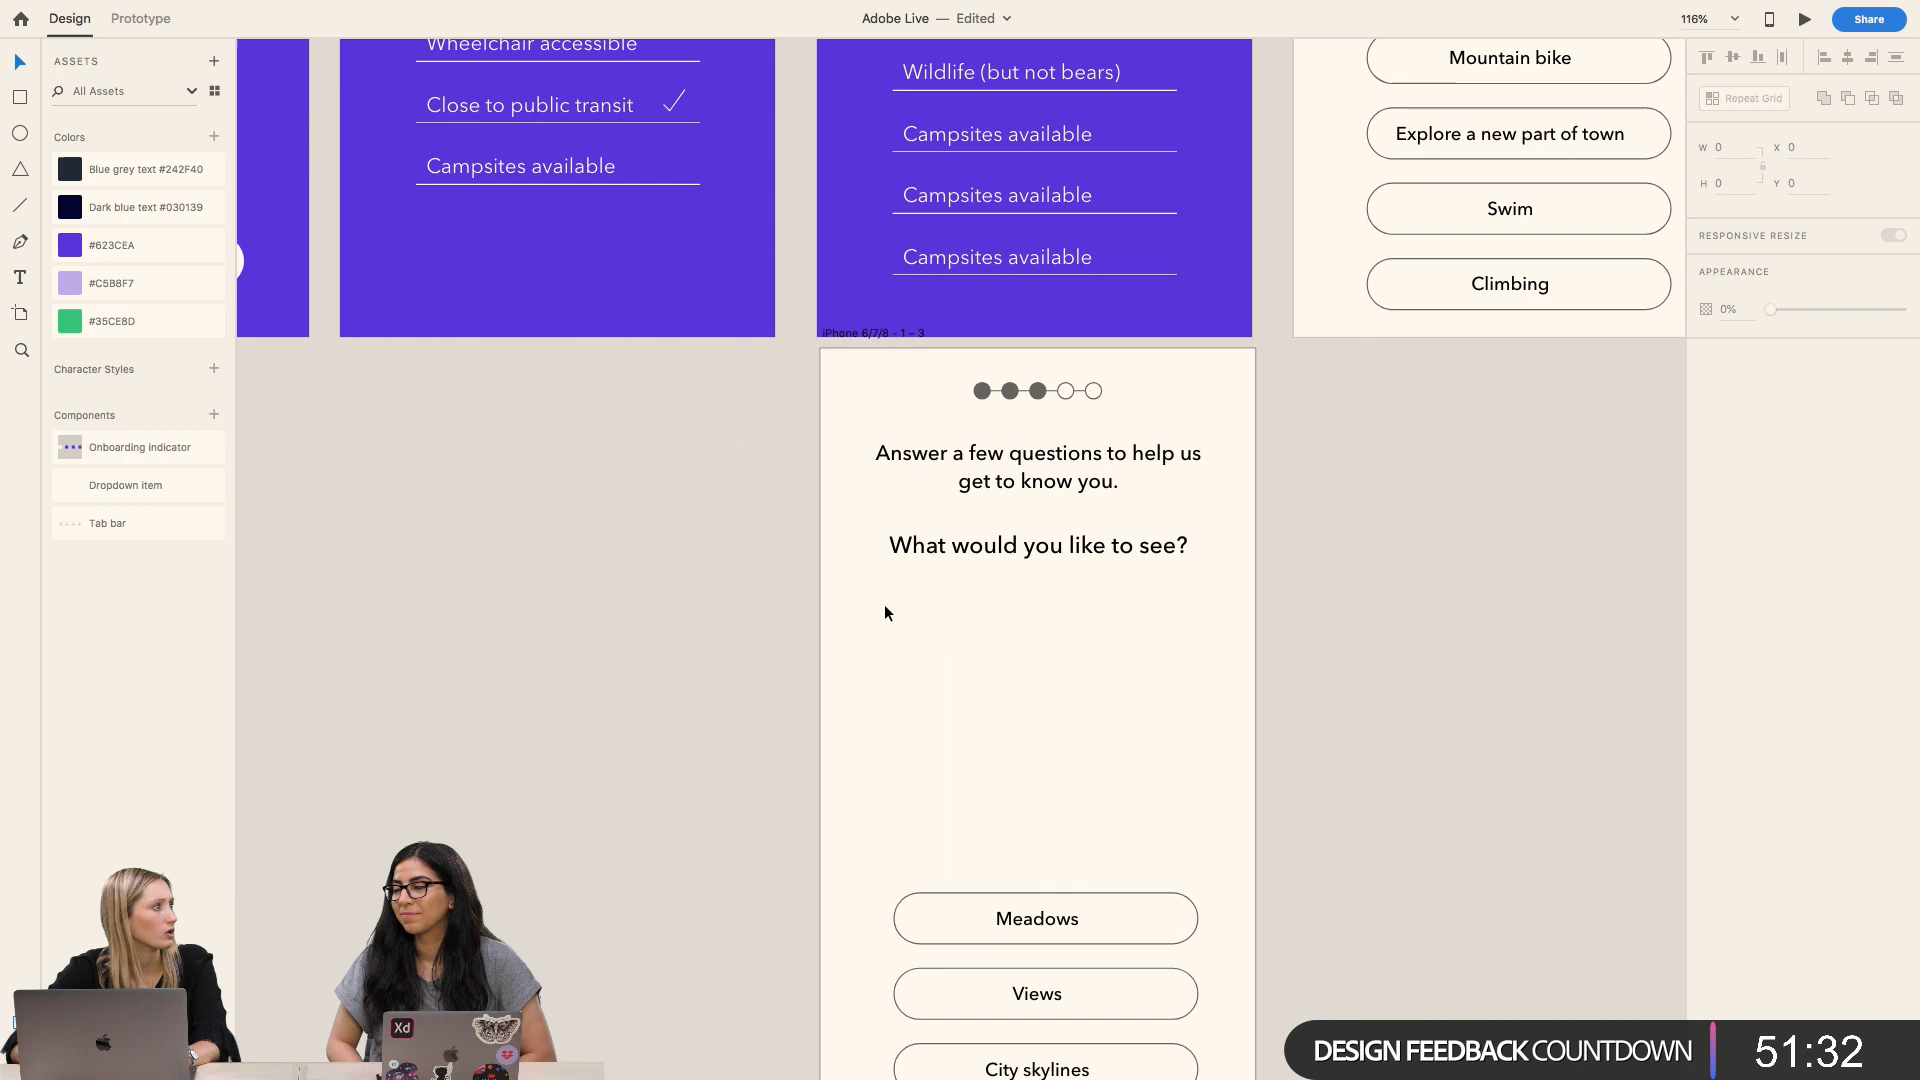 Design
Prototype
Adobe Live — Edited
116%
Share
ASSETS
All Assets
Colors
Blue grey text #242F40
Dark blue text #030139
#623CEA
#C5B8F7
#35CE8D
Character Styles
Components
Onboarding indicator
Dropdown item
Tab bar
Wheelchair accessible
Close to public transit
Campsites available
Wildlife (but not bears)
Campsites available
Campsites available
Campsites available
iPhone 6/7/8 - 1 – 3
Mountain bike
Explore a new part of town
Swim
Climbing
Answer a few questions to help us
get to know you.
What would you like to see?
Meadows
Views
City skylines
Repeat Grid
W 0
X 0
H 0
Y 0
RESPONSIVE RESIZE
APPEARANCE
0%
Xd
DESIGN FEEDBACK COUNTDOWN
51:32